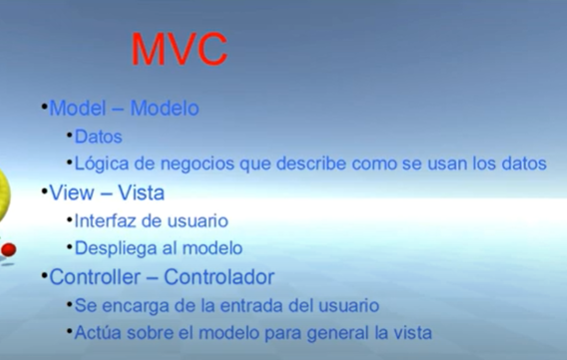 MVC
•Model – Modelo
•Datos
•Lógica de negocios que describe como se usan los datos
•View – Vista
•Interfaz de usuario
•Despliega al modelo
•Controller – Controlador
•Se encarga de la entrada del usuario
•Actúa sobre el modelo para general la vista